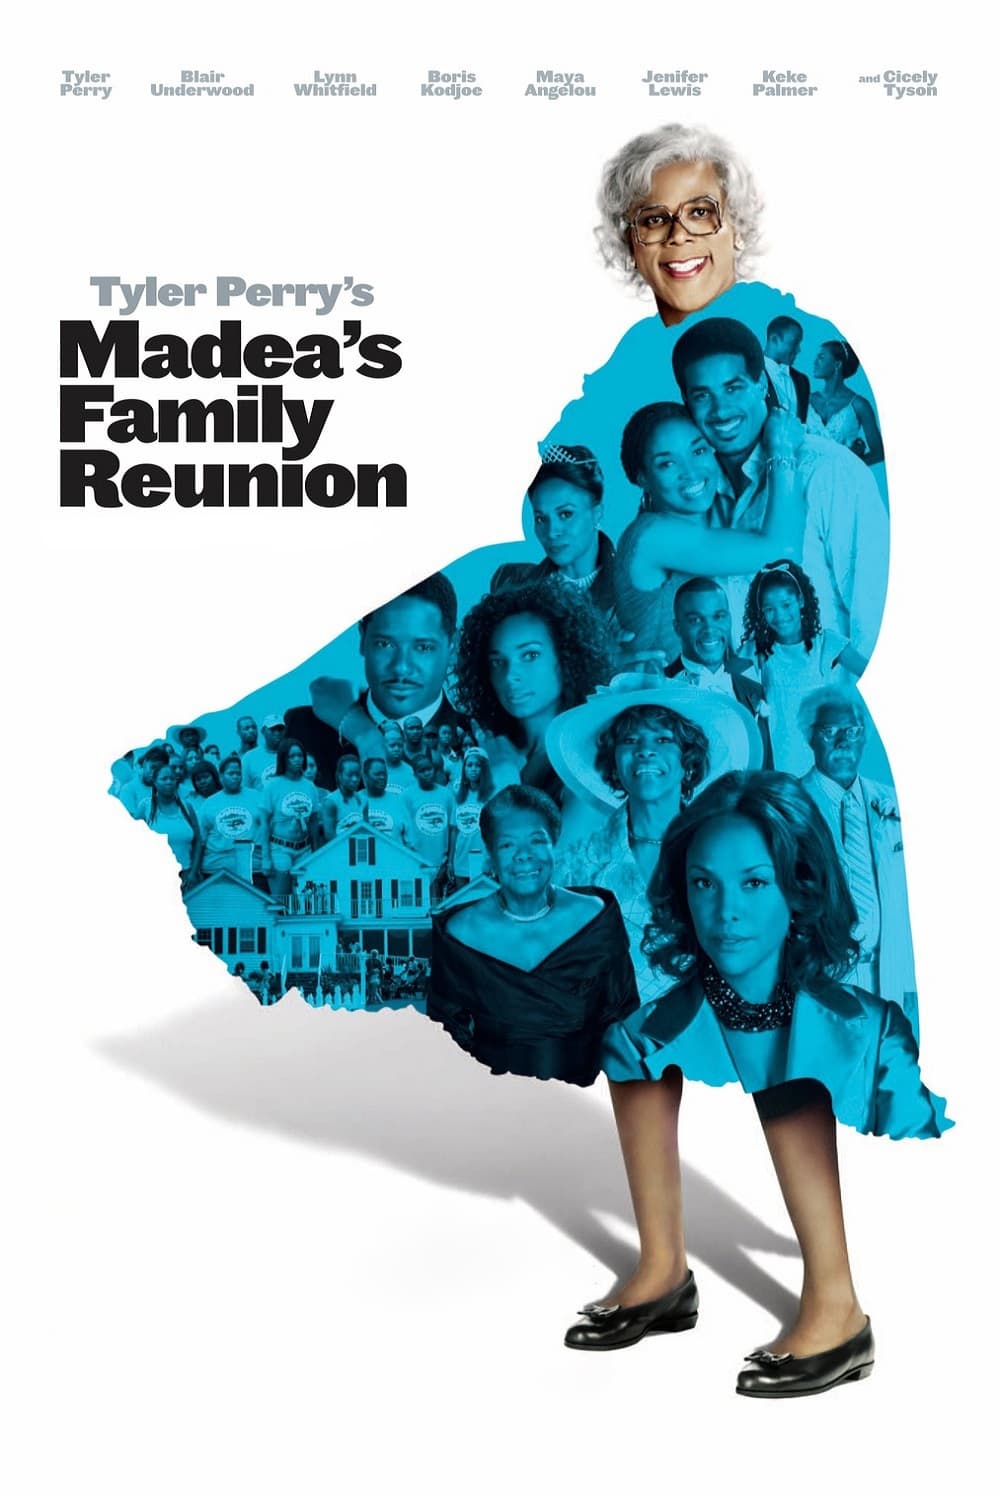 Tyler Blair Lynn Boris Maya Jenifer Keke and Cicely
Perry Underwood Whitfield Kodjoe Angelou Lewis Palmer Tyson
Tyler Perry's
Madea's
Family
Reunion